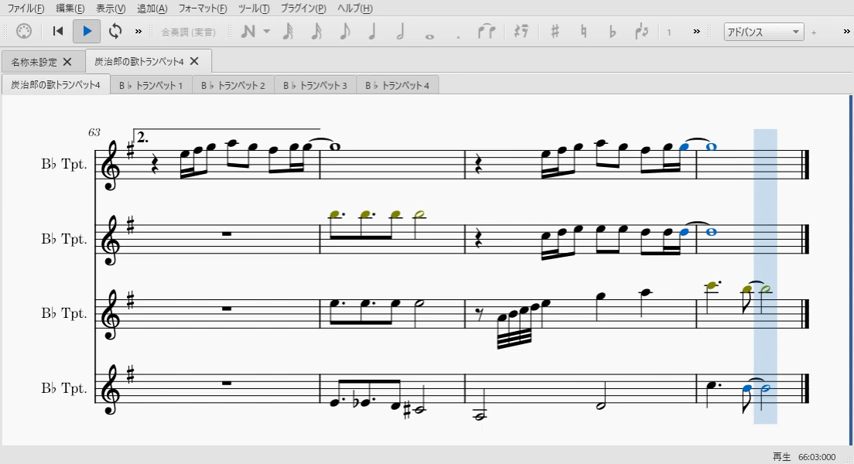 ファイル(F) 編集(E) 表示(V) 追加(A) フォーマット(F) ツール(T) プラグイン(P) ヘルプ(H)
» 合奏調 (実音) 1 » アドバンス + »
名称未設定 × 炭治郎の歌トランペット4 ×
炭治郎の歌トランペット4 B♭ トランペット 1 B♭ トランペット 2 B♭ トランペット 3 B♭ トランペット 4
63
2.
B♭ Tpt.
B♭ Tpt.
B♭ Tpt.
B♭ Tpt.
再生 66:03:000